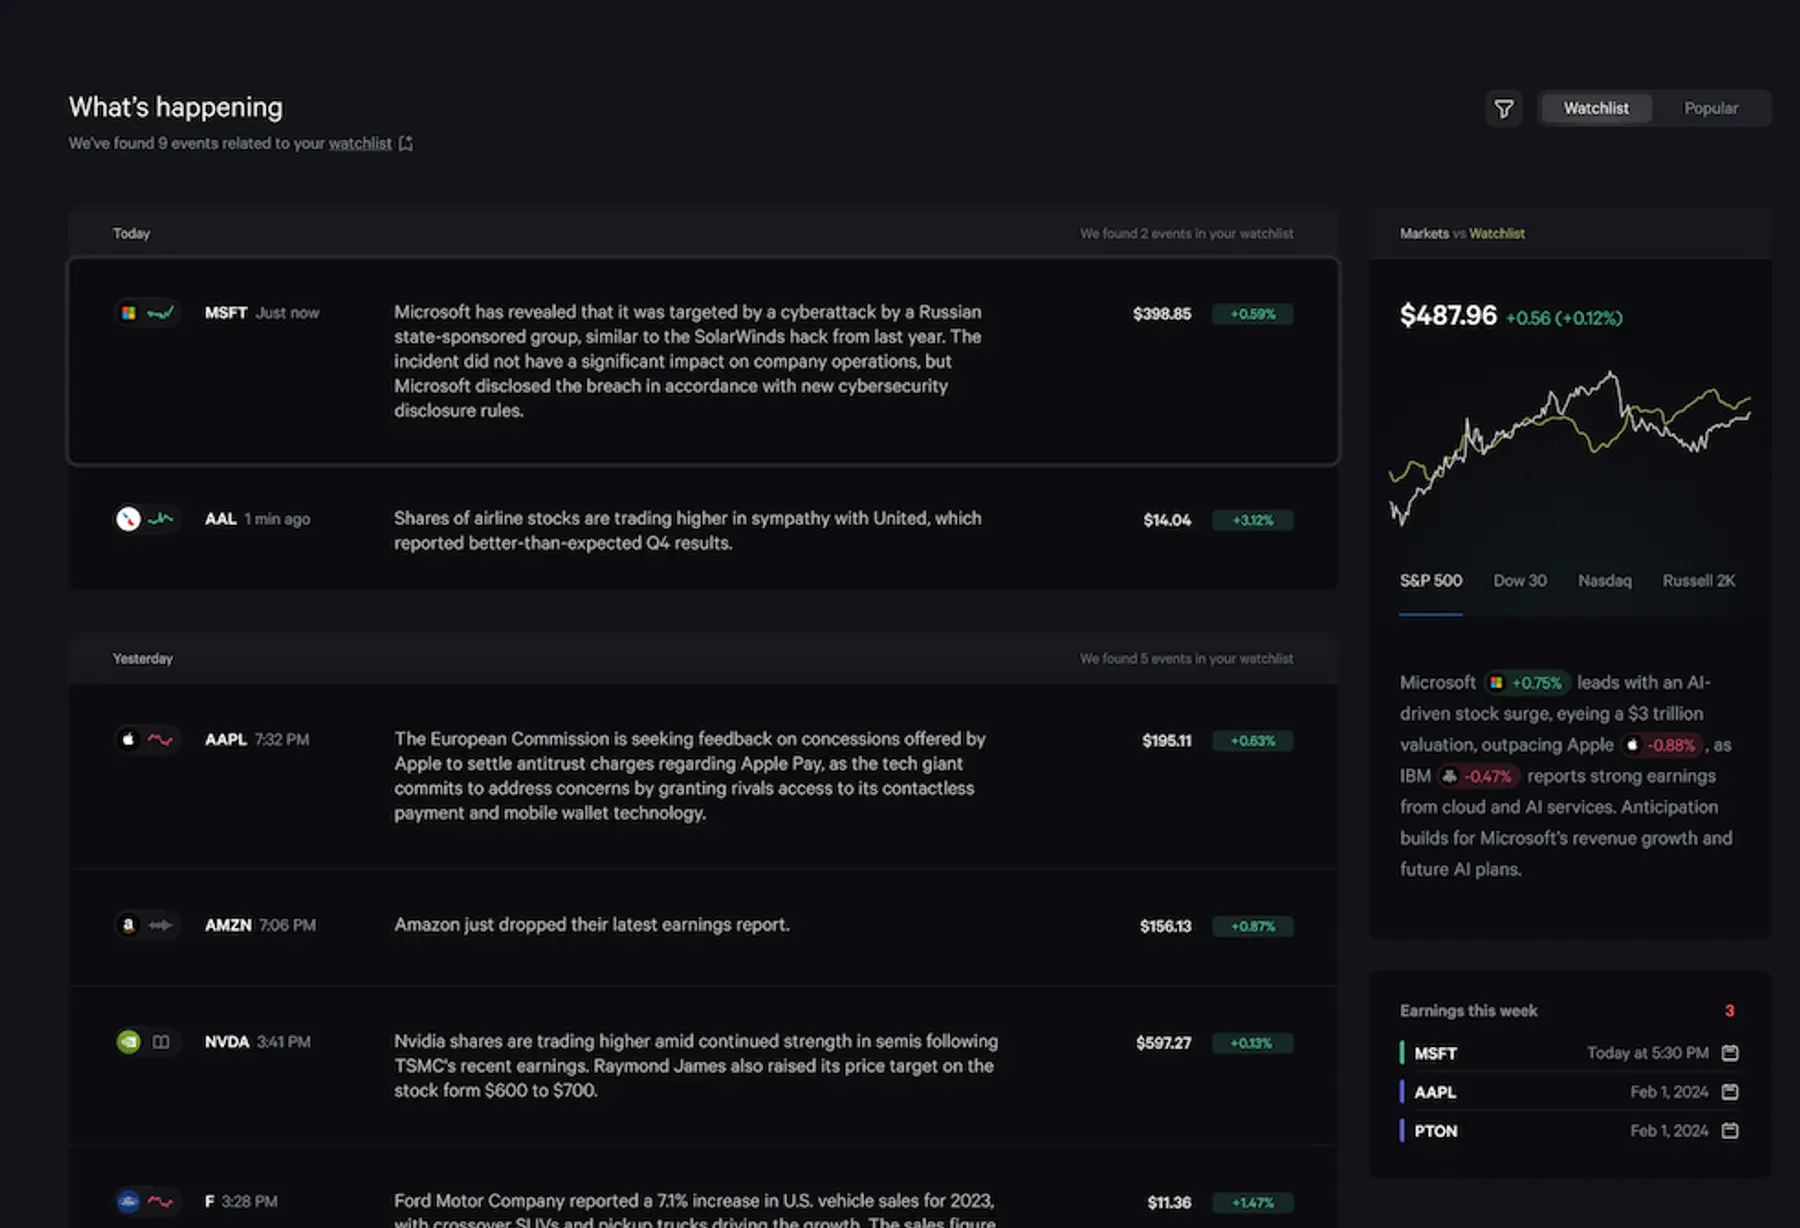 What's happening
We've found 9 events related to your watchlist
Watchlist
Popular
Today
We found 2 events in your watchlist
MSFT Just now
Microsoft has revealed that it was targeted by a cyberattack by a Russian
state-sponsored group, similar to the SolarWinds hack from last year. The
incident did not have a significant impact on company operations, but
Microsoft disclosed the breach in accordance with new cybersecurity
disclosure rules.
$398.85
+0.59%
AAL 1 min ago
Shares of airline stocks are trading higher in sympathy with United, which
reported better-than-expected Q4 results.
$14.04
+3.12%
Yesterday
We found 5 events in your watchlist
AAPL 7:32 PM
The European Commission is seeking feedback on concessions offered by
Apple to settle antitrust charges regarding Apple Pay, as the tech giant
commits to address concerns by granting rivals access to its contactless
payment and mobile wallet technology.
$195.11
+0.63%
a
AMZN 7:06 PM
Amazon just dropped their latest earnings report.
$156.13
+0.87%
NVDA 3:41 PM
Nvidia shares are trading higher amid continued strength in semis following
TSMC's recent earnings. Raymond James also raised its price target on the
stock form $600 to $700.
$597.27
+0.13%
F 3:28 PM
Ford Motor Company reported a 7.1% increase in U.S. vehicle sales for 2023,
with crossover SUVs and pickup trucks driving the growth. The sales figure
$11.36
+1.47%
Markets vs Watchlist
$487.96 +0.56 (+0.12%)
S&P 500
Dow 30
Nasdaq
Russell 2K
Microsoft +0.75% leads with an AI-
driven stock surge, eyeing a $3 trillion
valuation, outpacing Apple -0.88% , as
IBM -0.47% reports strong earnings
from cloud and AI services. Anticipation
builds for Microsoft's revenue growth and
future AI plans.
Earnings this week
3
MSFT
Today at 5:30 PM
AAPL
Feb 1, 2024
PTON
Feb 1, 2024